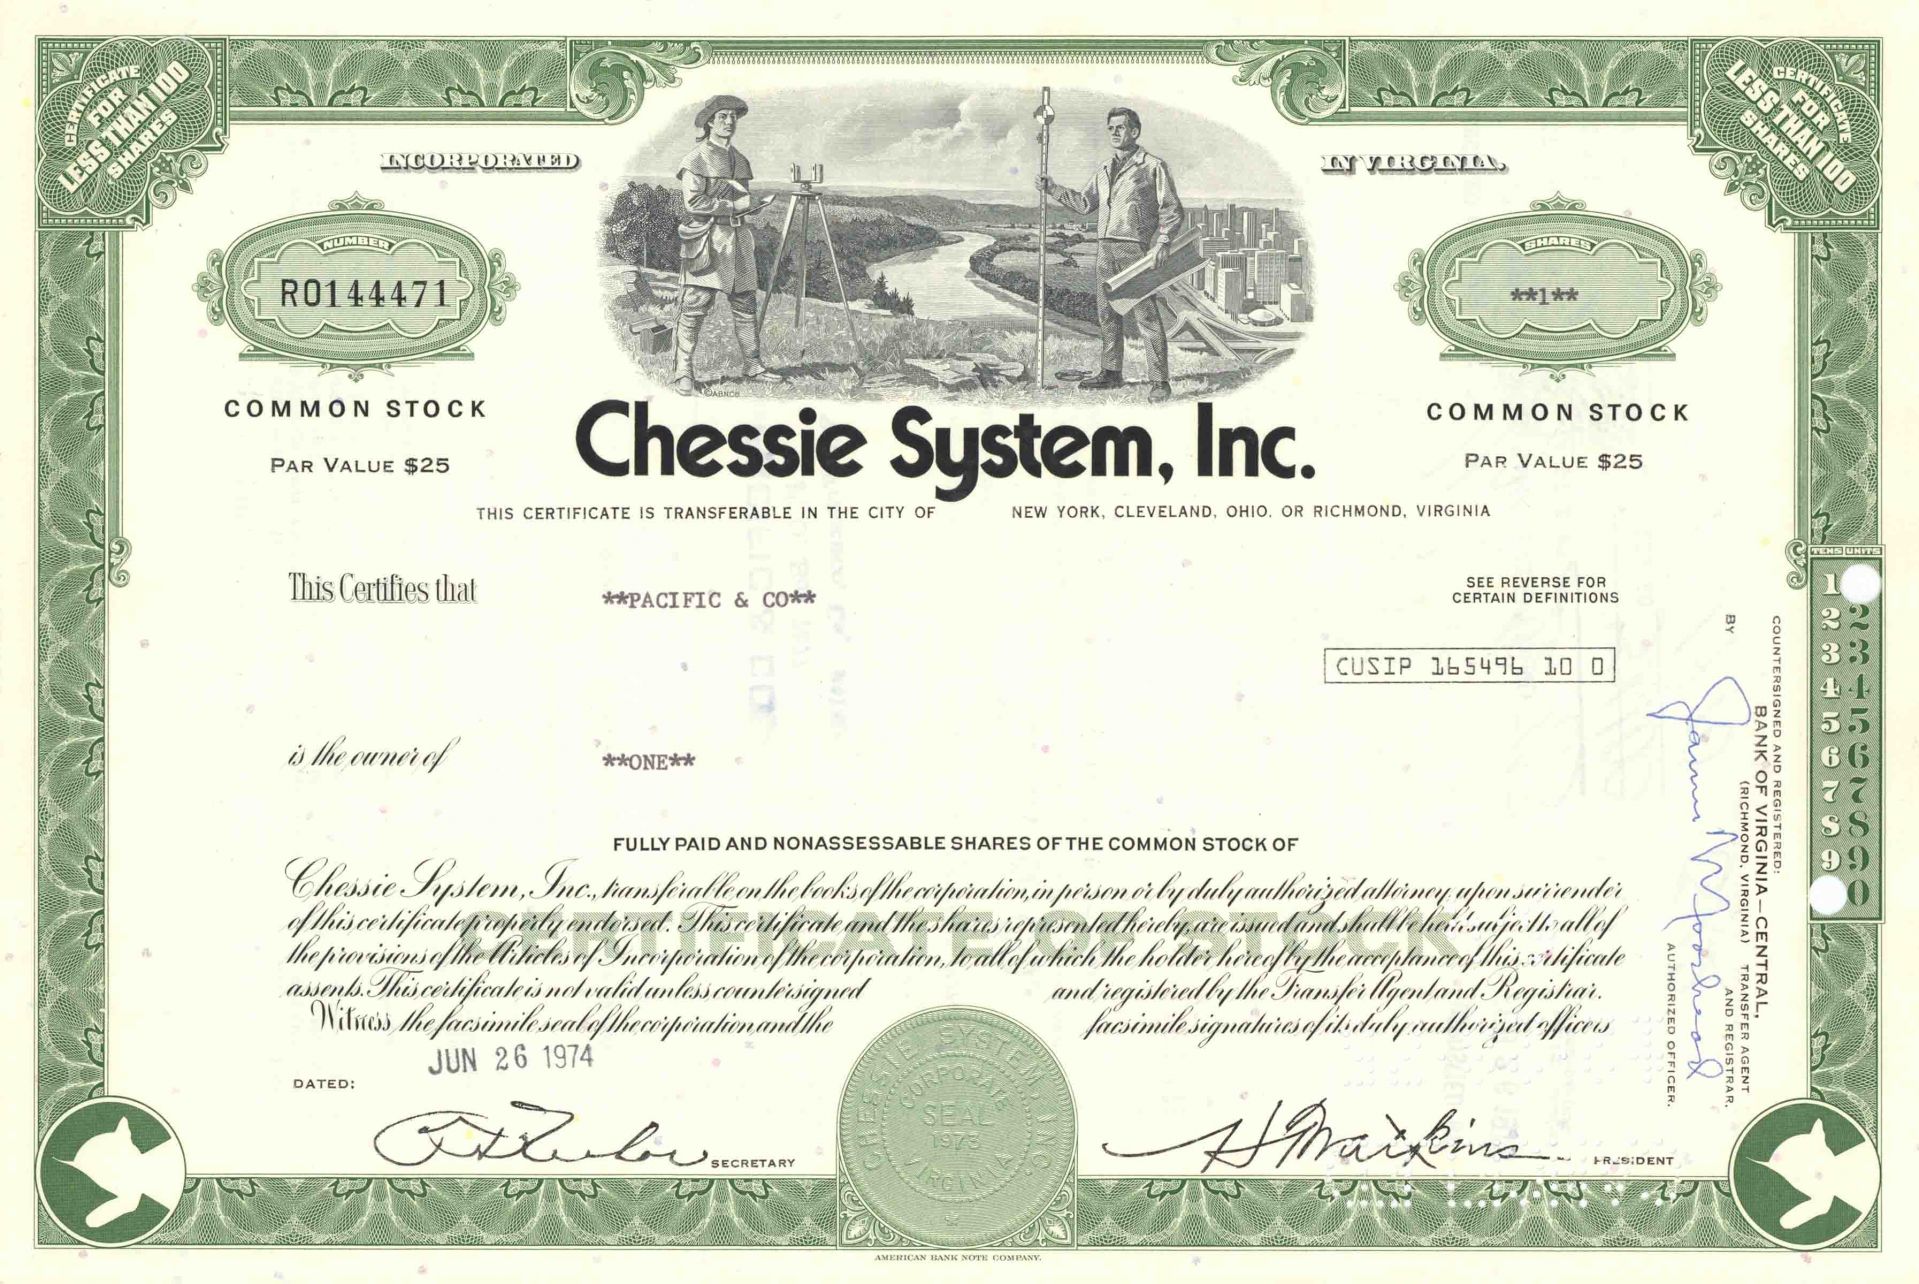 CERTIFICATE
FOR
LESS THAN 100
SHARES
CERTIFICATE
FOR
LESS THAN 100
SHARES
INCORPORATED
IN VIRGINIA.
NUMBER
R0144471
SHARES
**1**
©ABNCO
COMMON STOCK
COMMON STOCK
PAR VALUE $25
PAR VALUE $25
Chessie System, Inc.
THIS CERTIFICATE IS TRANSFERABLE IN THE CITY OF NEW YORK, CLEVELAND, OHIO, OR RICHMOND, VIRGINIA
This Certifies that
**PACIFIC & CO**
SEE REVERSE FOR
CERTAIN DEFINITIONS
CUSIP 165496 10 0
is the owner of
**ONE**
FULLY PAID AND NONASSESSABLE SHARES OF THE COMMON STOCK OF
Chessie System, Inc., transferable on the books of the corporation, in person or by duly authorized attorney, upon surrender
of this certificate properly endorsed. This certificate and the shares represented hereby, are issued and shall be held subject to all of
the provisions of the Articles of Incorporation of the corporation, to all of which the holder hereof by the acceptance of this certificate
assents. This certificate is not valid unless countersigned and registered by the Transfer Agent and Registrar.
Witness, the facsimile seal of the corporation and the facsimile signatures of its duly authorized officers
CERTIFICATE OF STOCK
JUN 26 1974
DATED:
SECRETARY
CHESSIE SYSTEM, INC.
CORPORATE
SEAL
1973
VIRGINIA
PRESIDENT
TENS UNITS
1
2 2
3 3
4 4
5 5
6 6
7 7
8 8
9 9
0
COUNTERSIGNED AND REGISTERED:
BANK OF VIRGINIA—CENTRAL,
(RICHMOND, VIRGINIA) TRANSFER AGENT
AND REGISTRAR.
BY
AUTHORIZED OFFICER.
AMERICAN BANK NOTE COMPANY.